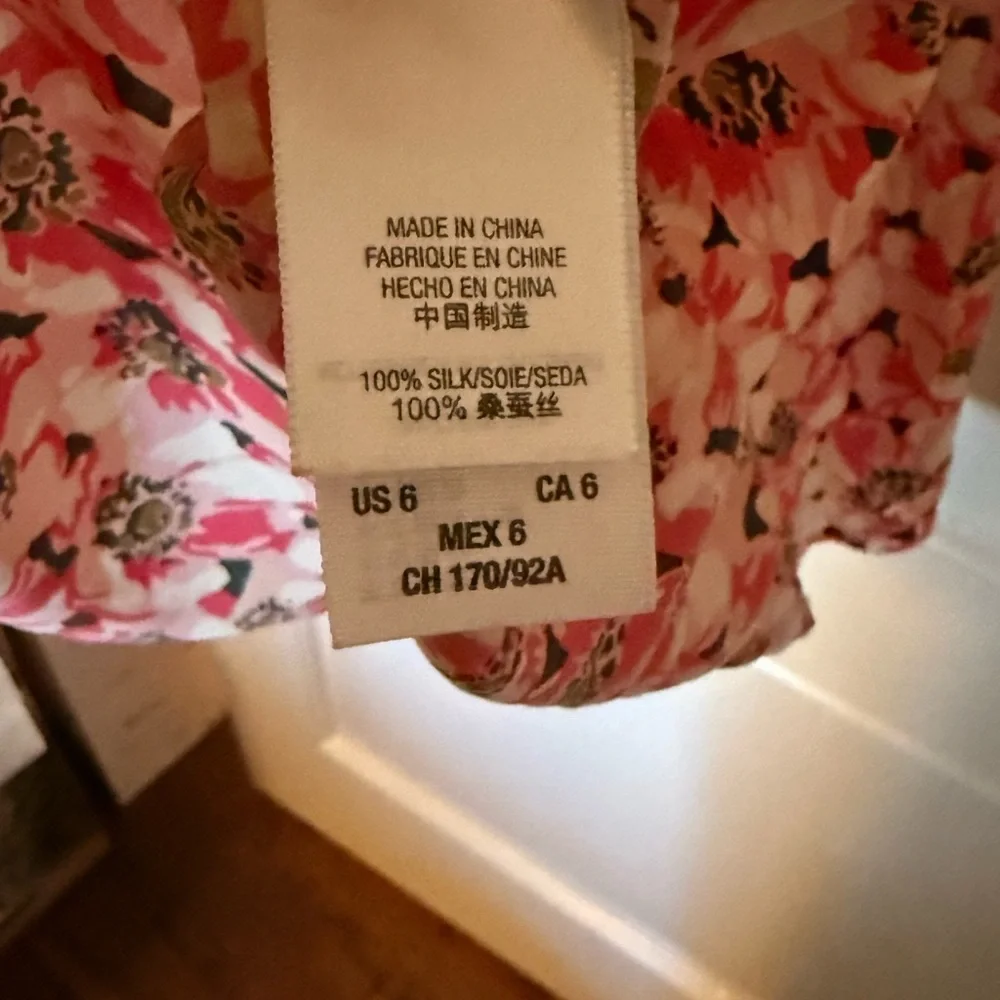 MADE IN CHINA
FABRIQUE EN CHINE
HECHO EN CHINA
中国制造
100% SILK/SOIE/SEDA
100% 桑蚕丝
US 6 CA 6
MEX 6
CH 170/92A